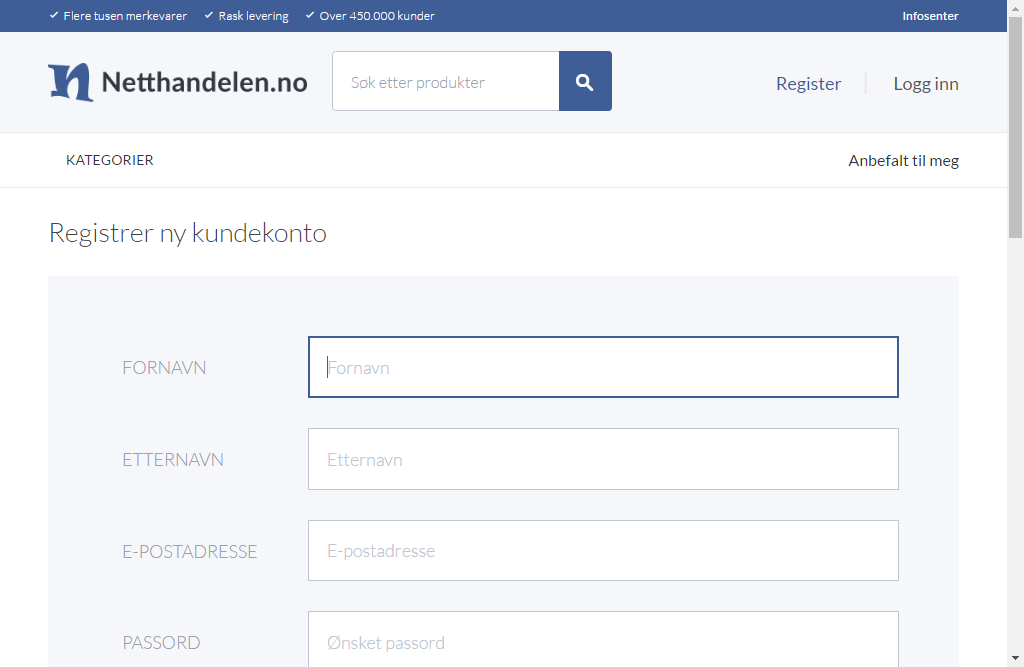 Flere tusen merkevarer Rask levering Over 450.000 kunder Infosenter
Netthandelen.no Søk etter produkter Register Logg inn
KATEGORIER Anbefalt til meg
Registrer ny kundekonto
FORNAVN Fornavn
ETTERNAVN Etternavn
E-POSTADRESSE E-postadresse
PASSORD Ønsket passord